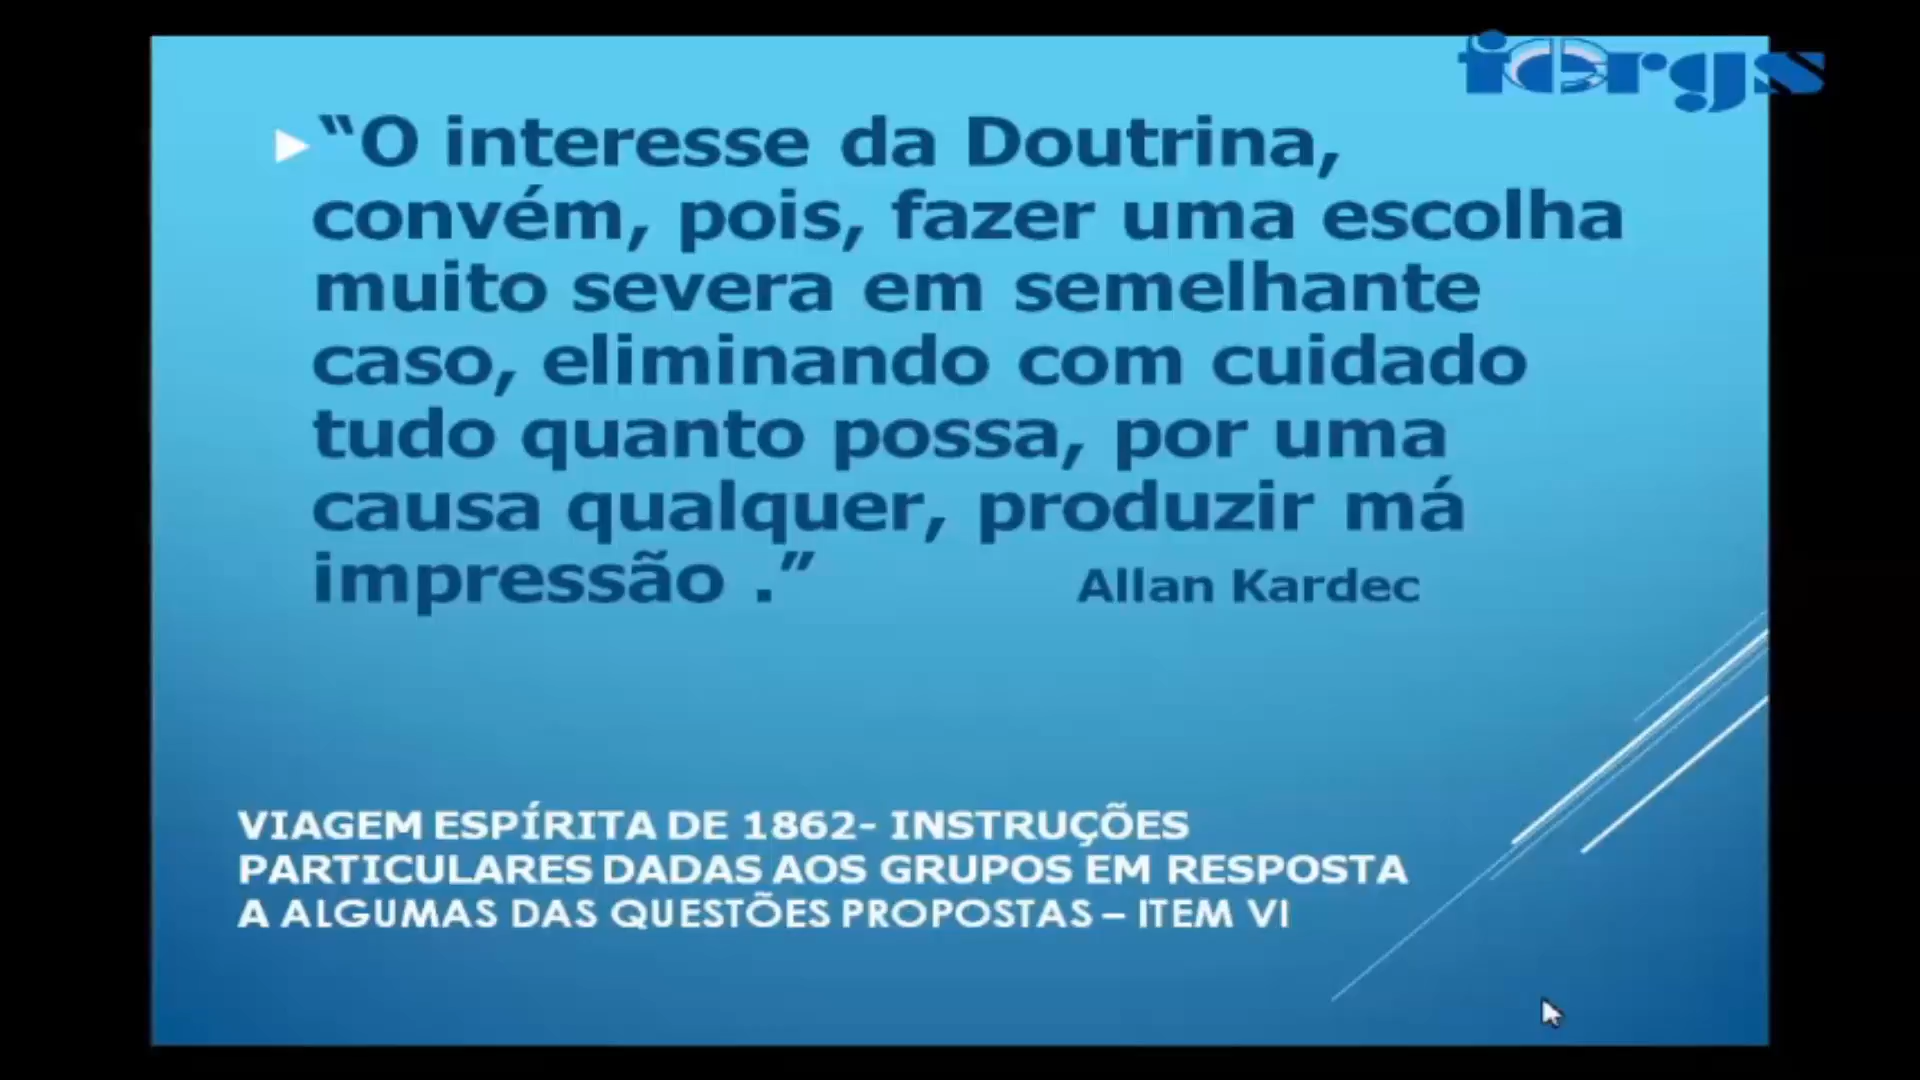 fergs
“O interesse da Doutrina,
convém, pois, fazer uma escolha
muito severa em semelhante
caso, eliminando com cuidado
tudo quanto possa, por uma
causa qualquer, produzir má
impressão .” Allan Kardec
VIAGEM ESPÍRITA DE 1862- INSTRUÇÕES
PARTICULARES DADAS AOS GRUPOS EM RESPOSTA
A ALGUMAS DAS QUESTÕES PROPOSTAS – ITEM VI